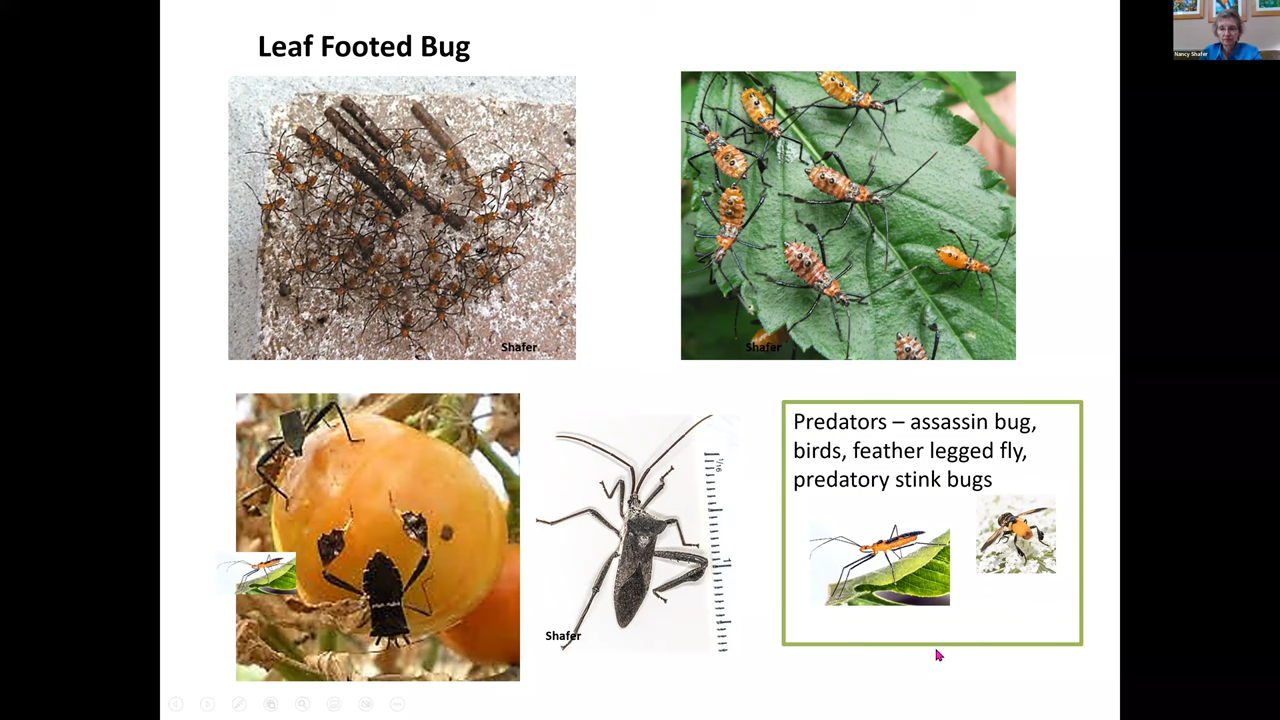 Leaf Footed Bug
Nancy Shafer
Shafer
Shafer
Predators – assassin bug,
birds, feather legged fly,
predatory stink bugs
Shafer